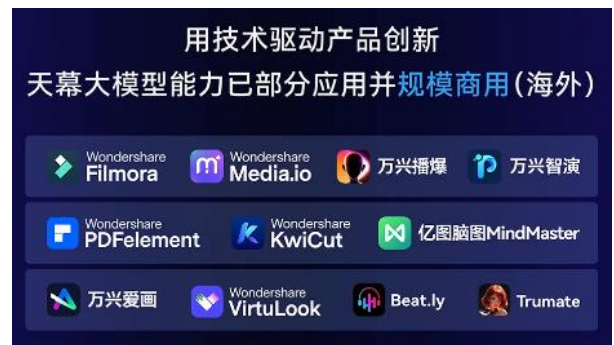 用技术驱动产品创新
天幕大模型能力已部分应用并规模商用(海外)
Wondershare Filmora Wondershare Media.io 万兴播爆 万兴智演
Wondershare PDFelement Wondershare KwiCut 亿图脑图MindMaster
万兴爱画 Wondershare VirtuLook Beat.ly Trumate